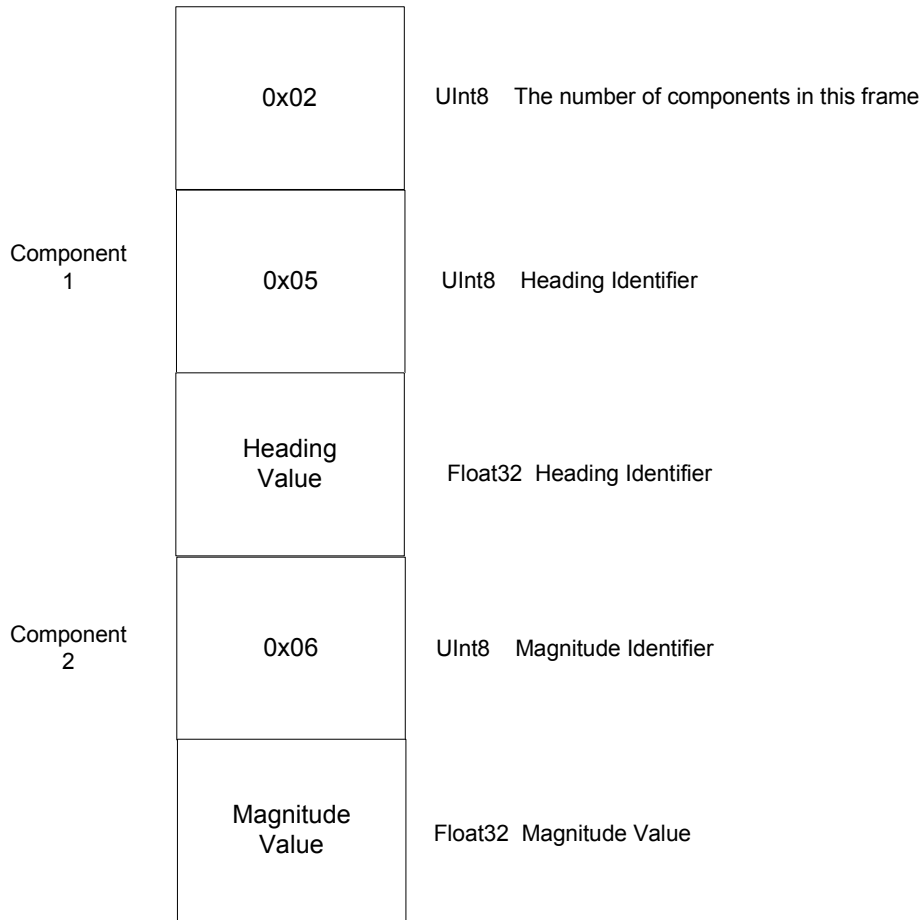 0x02
UInt8 The number of components in this frame
Component
1
0x05
UInt8 Heading Identifier
Heading
Value
Float32 Heading Identifier
Component
2
0x06
UInt8 Magnitude Identifier
Magnitude
Value
Float32 Magnitude Value